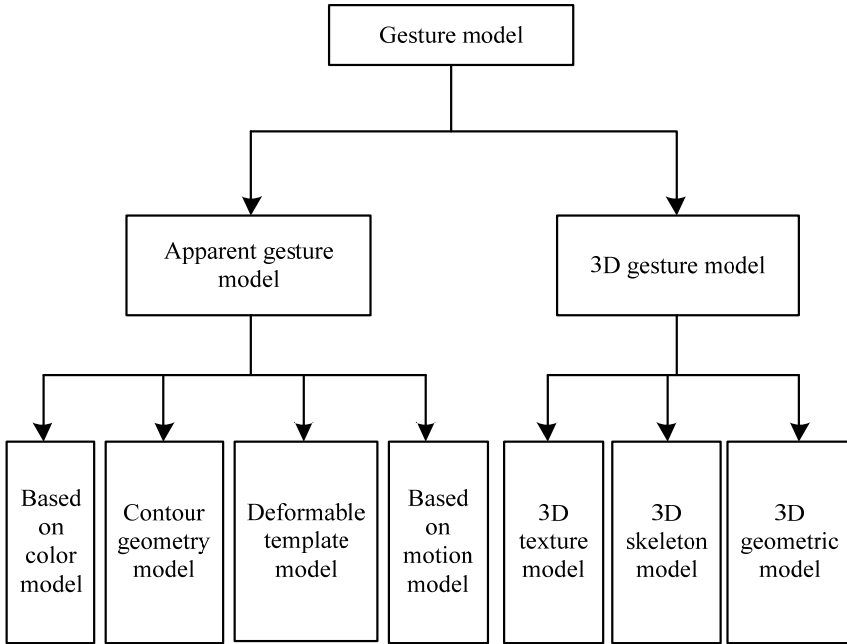 Gesture model
Apparent gesture
model
3D gesture model
Based
on
color
model
Contour
geometry
model
Deformable
template
model
Based
on
motion
model
3D
texture
model
3D
skeleton
model
3D
geometric
model